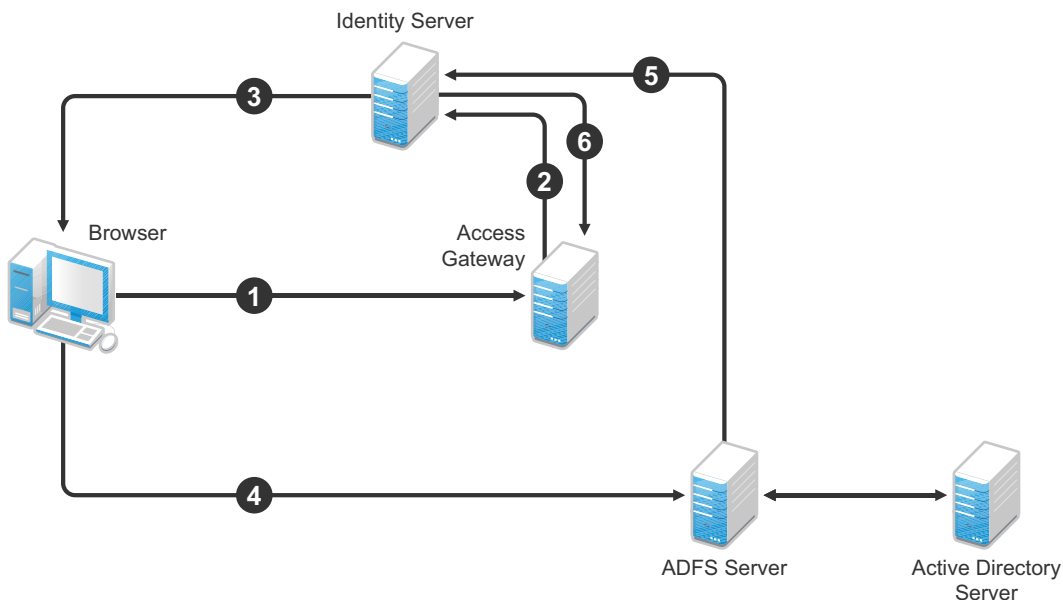 Identity Server
5
3
6
2
Browser
Access
Gateway
1
4
ADFS Server
Active Directory
Server